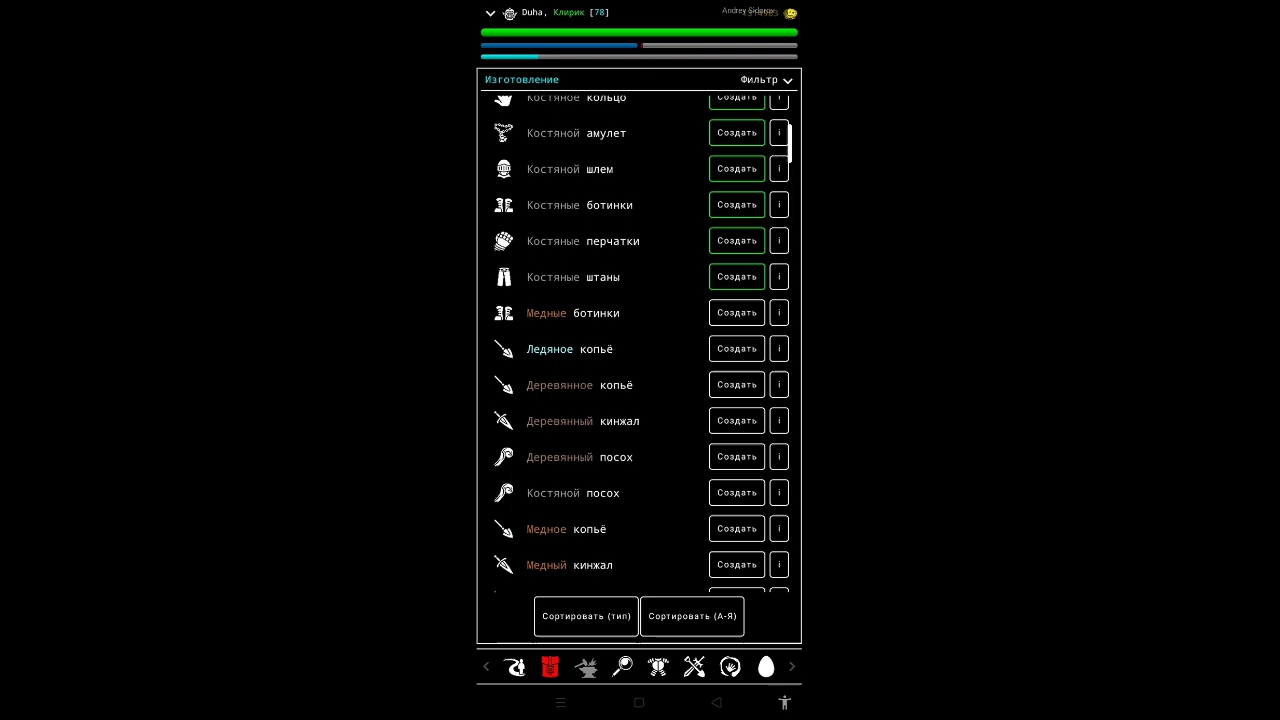 Duha, Клирик [78]
Andrey Sidorov
Изготовление Фильтр
Костяное кольцо Создать i
Костяной амулет Создать i
Костяной шлем Создать i
Костяные ботинки Создать i
Костяные перчатки Создать i
Костяные штаны Создать i
Медные ботинки Создать i
Ледяное копьё Создать i
Деревянное копьё Создать i
Деревянный кинжал Создать i
Деревянный посох Создать i
Костяной посох Создать i
Медное копьё Создать i
Медный кинжал Создать i
Сортировать (тип) Сортировать (А-Я)